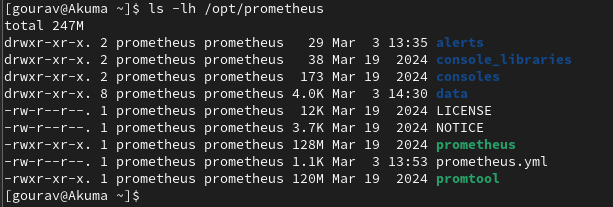 [gourav@Akuma ~]$ ls -lh /opt/prometheus
total 247M
drwxr-xr-x. 2 prometheus prometheus   29 Mar  3 13:35 alerts
drwxr-xr-x. 2 prometheus prometheus   38 Mar 19  2024 console_libraries
drwxr-xr-x. 2 prometheus prometheus  173 Mar 19  2024 consoles
drwxr-xr-x. 8 prometheus prometheus 4.0K Mar  3 14:30 data
-rw-r--r--. 1 prometheus prometheus  12K Mar 19  2024 LICENSE
-rw-r--r--. 1 prometheus prometheus 3.7K Mar 19  2024 NOTICE
-rwxr-xr-x. 1 prometheus prometheus 128M Mar 19  2024 prometheus
-rw-r--r--. 1 prometheus prometheus 1.1K Mar  3 13:53 prometheus.yml
-rwxr-xr-x. 1 prometheus prometheus 120M Mar 19  2024 promtool
[gourav@Akuma ~]$